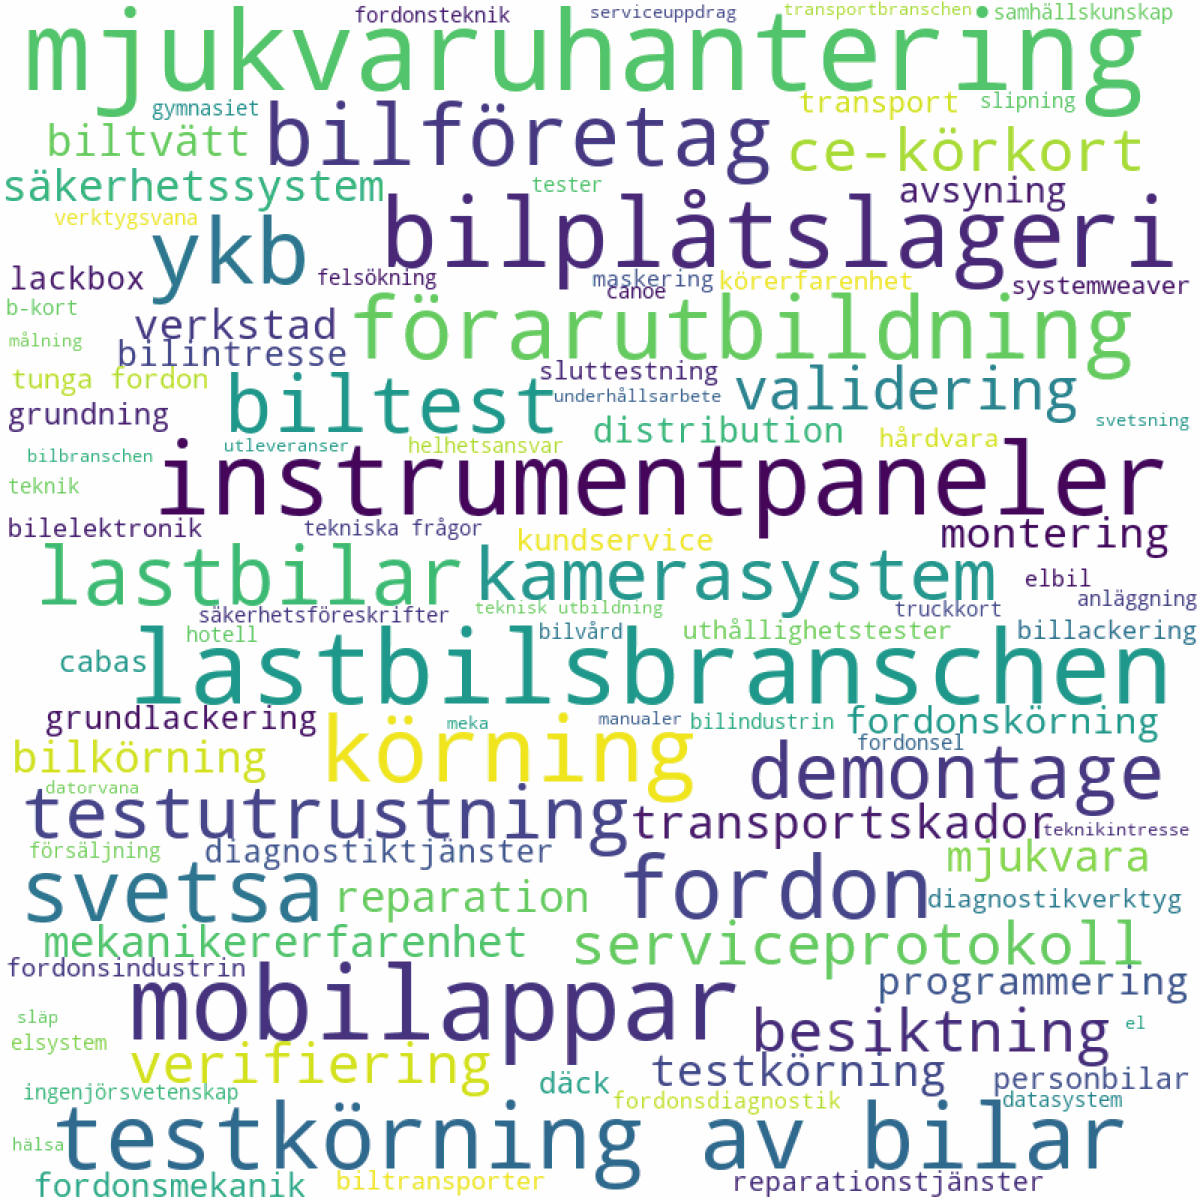 fordonsteknik
serviceuppdrag
transportbranschen
samhällskunskap
mjukvaruhantering
gymnasiet
transport
slipning
biltvätt
bilföretag
ce-körkort
säkerhetssystem
tester
avsyning
verktygsvana
ykb
bilplåtslageri
lackbox
felsökning
maskering
körerfarenhet
systemweaver
canoe
b-kort
verkstad
förarutbildning
målning
bilintresse
tunga fordon
biltest
sluttestning
validering
underhållsarbete
grundning
distribution
hårdvara
svetsning
utleveranser
helhetsansvar
bilbranschen
instrumentpaneler
teknik
bilelektronik
tekniska frågor
kundservice
montering
lastbilar
kamerasystem
elbil
anläggning
säkerhetsföreskrifter
teknisk utbildning
truckkort
hotell
bilvård
uthållighetstester
billackering
cabas
lastbilsbranschen
grundlackering
meka
manualer
bilindustrin
fordonskörning
körning
fordonsel
bilkörning
demontage
datorvana
testutrustning
transportskador
teknikintresse
försäljning
diagnostiktjänster
mjukvara
svetsa
reparation
fordon
diagnostikverktyg
mekanikererfarenhet
serviceprotokoll
fordonsindustrin
mobilappar
programmering
släp
besiktning
el
elsystem
verifiering
testkörning
däck
personbilar
ingenjörsvetenskap
fordonsdiagnostik
datasystem
testkörning av bilar
hälsa
fordonsmekanik
biltransporter
reparationstjänster